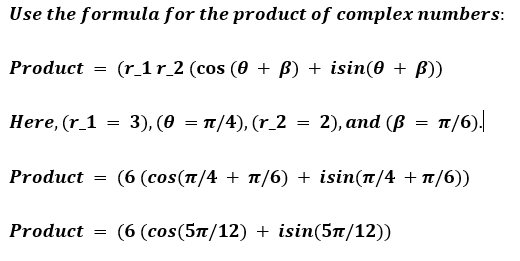 Use the formula for the product of complex numbers:
Product = (r_1 r_2 (cos (θ + β) + isin(θ + β))
Here, (r_1 = 3), (θ = π/4), (r_2 = 2), and (β = π/6).
Product = (6 (cos(π/4 + π/6) + isin(π/4 + π/6))
Product = (6 (cos(5π/12) + isin(5π/12))